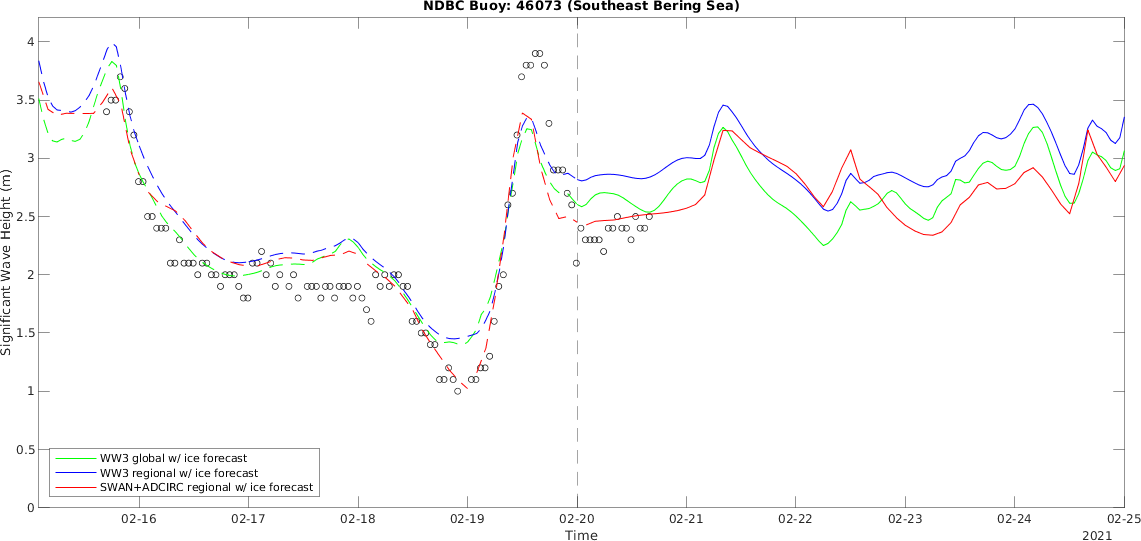 NDBC Buoy: 46073 (Southeast Bering Sea)
Significant Wave Height (m)
4
3.5
3
2.5
2
1.5
1
0.5
0
WW3 global w/ ice forecast
WW3 regional w/ ice forecast
SWAN+ADCIRC regional w/ ice forecast
02-16 02-17 02-18 02-19 02-20 02-21 02-22 02-23 02-24 02-25
Time
2021